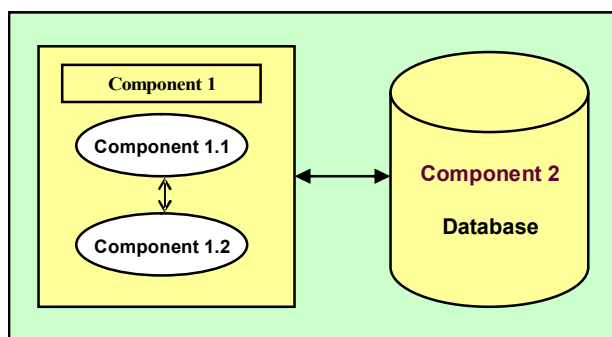 Component 1
Component 1.1
Component 1.2
Component 2
Database